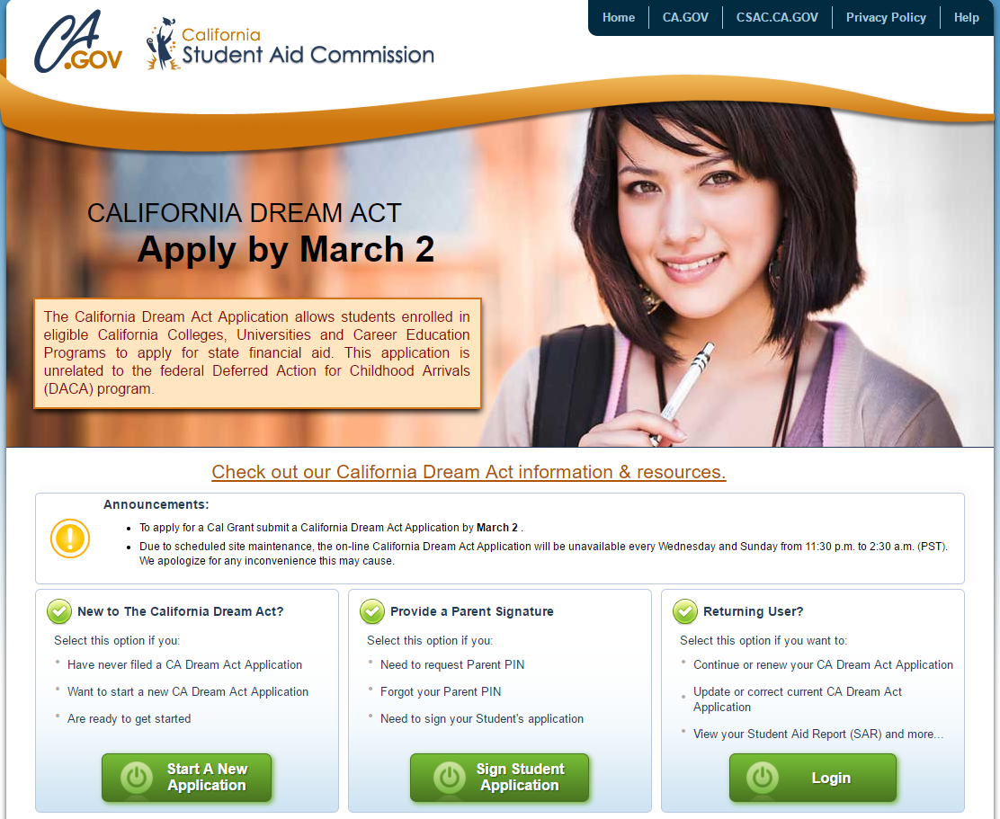 CA.GOV
California
Student Aid Commission
Home
CA.GOV
CSAC.CA.GOV
Privacy Policy
Help
CALIFORNIA DREAM ACT
Apply by March 2
The California Dream Act Application allows students enrolled in
eligible California Colleges, Universities and Career Education
Programs to apply for state financial aid. This application is
unrelated to the federal Deferred Action for Childhood Arrivals
(DACA) program.
Check out our California Dream Act information & resources.
Announcements:
• To apply for a Cal Grant submit a California Dream Act Application by March 2 .
• Due to scheduled site maintenance, the on-line California Dream Act Application will be unavailable every Wednesday and Sunday from 11:30 p.m. to 2:30 a.m. (PST).
We apologize for any inconvenience this may cause.
New to The California Dream Act?
Select this option if you:
• Have never filed a CA Dream Act Application
• Want to start a new CA Dream Act Application
• Are ready to get started
Start A New
Application
Provide a Parent Signature
Select this option if you:
• Need to request Parent PIN
• Forgot your Parent PIN
• Need to sign your Student's application
Sign Student
Application
Returning User?
Select this option if you want to:
• Continue or renew your CA Dream Act Application
• Update or correct current CA Dream Act
Application
• View your Student Aid Report (SAR) and more...
Login